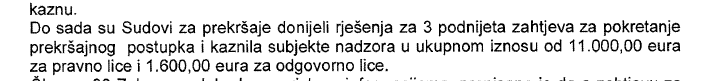 kaznu.
Do sada su Sudovi za prekršaje donijeli rješenja za 3 podnijeta zahtjeva za pokretanje
prekršajnog postupka i kaznila subjekte nadzora u ukupnom iznosu od 11.000,00 eura
za pravno lice i 1.600,00 eura za odgovorno lice.